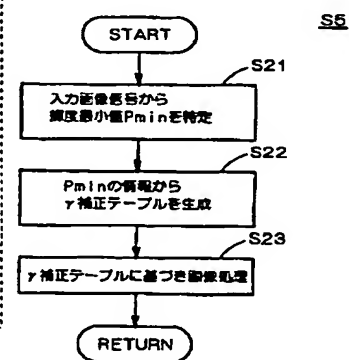 S5
START
S21
入力画像信号から
輝度最小値Pminを特定
S22
Pminの情報から
γ補正テーブルを生成
S23
γ補正テーブルに基づき画像処理
RETURN